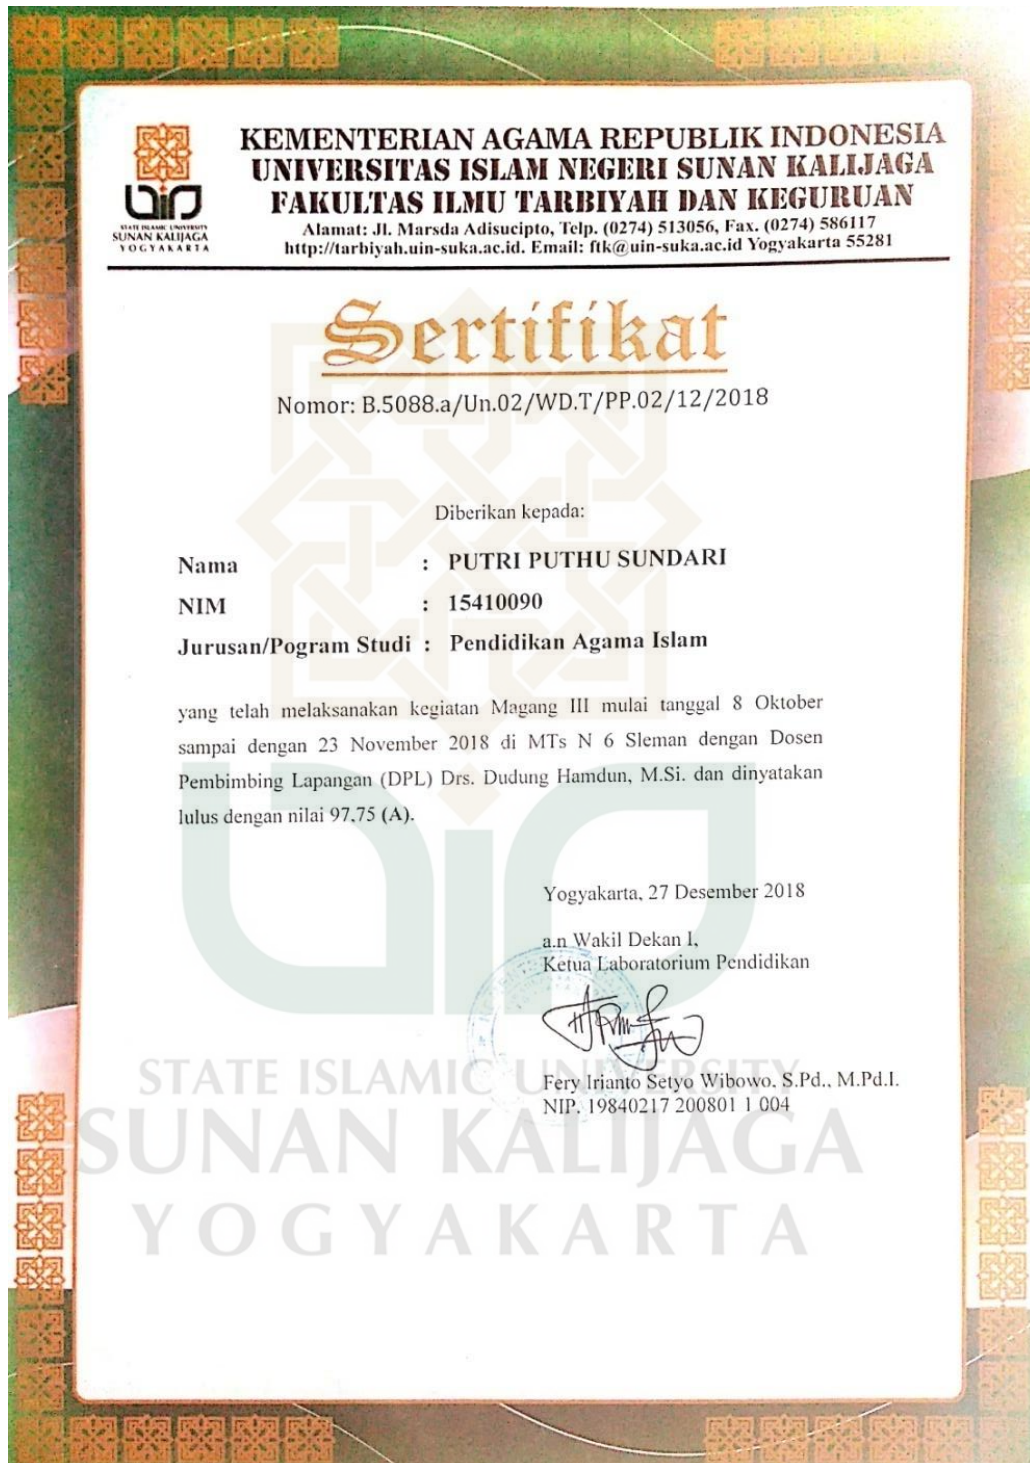 KEMENTERIAN AGAMA REPUBLIK INDONESIA
UNIVERSITAS ISLAM NEGERI SUNAN KALIJAGA
FAKULTAS ILMU TARBIYAH DAN KEGURUAN
Alamat: Jl. Marsda Adisucipto, Telp. (0274) 513056, Fax. (0274) 586117
http://tarbiyah.uin-suka.ac.id. Email: ftk@uin-suka.ac.id Yogyakarta 55281
STATE ISLAMIC UNIVERSITY
SUNAN KALIJAGA
YOGYAKARTA
Sertifikat
Nomor: B.5088.a/Un.02/WD.T/PP.02/12/2018
Diberikan kepada:
Nama : PUTRI PUTHU SUNDARI
NIM : 15410090
Jurusan/Pogram Studi : Pendidikan Agama Islam
yang telah melaksanakan kegiatan Magang III mulai tanggal 8 Oktober
sampai dengan 23 November 2018 di MTs N 6 Sleman dengan Dosen
Pembimbing Lapangan (DPL) Drs. Dudung Hamdun, M.Si. dan dinyatakan
lulus dengan nilai 97,75 (A).
Yogyakarta, 27 Desember 2018
a.n Wakil Dekan I,
Ketua Laboratorium Pendidikan
Fery Irianto Setyo Wibowo, S.Pd., M.Pd.I.
NIP. 19840217 200801 1 004
STATE ISLAMIC UNIVERSITY
SUNAN KALIJAGA
YOGYAKARTA